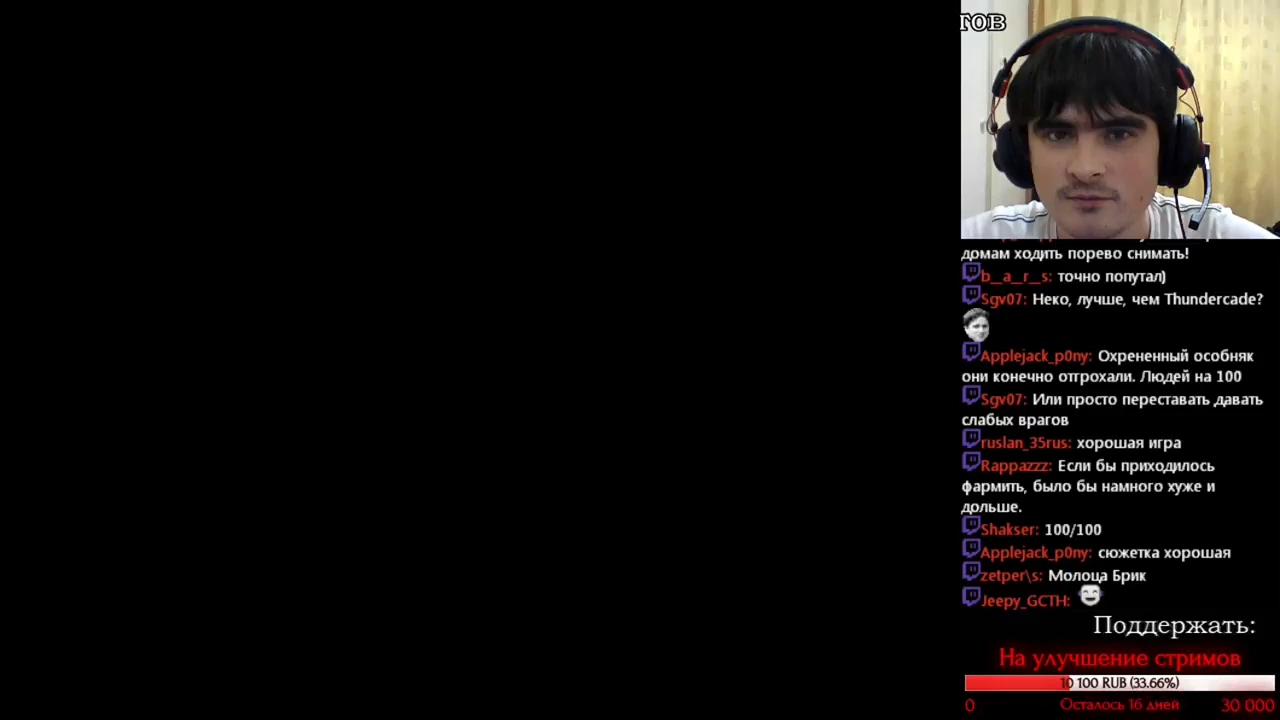 тов
домам ходить порево снимать!
b__a__r__s: точно попутал)
Sgv07: Неко, лучше, чем Thundercade?
Applejack_p0ny: Охрененный особняк
они конечно отгрохали. Людей на 100
Sgv07: Или просто переставать давать
слабых врагов
ruslan_35rus: хорошая игра
Rappazzz: Если бы приходилось
фармить, было бы намного хуже и
дольше.
Shakser: 100/100
Applejack_p0ny: сюжетка хорошая
zetper\s: Молоца Брик
Jeepy_GCTH:
Поддержать:
На улучшение стримов
10 100 RUB (33.66%)
0 Осталось 16 дней 30 000